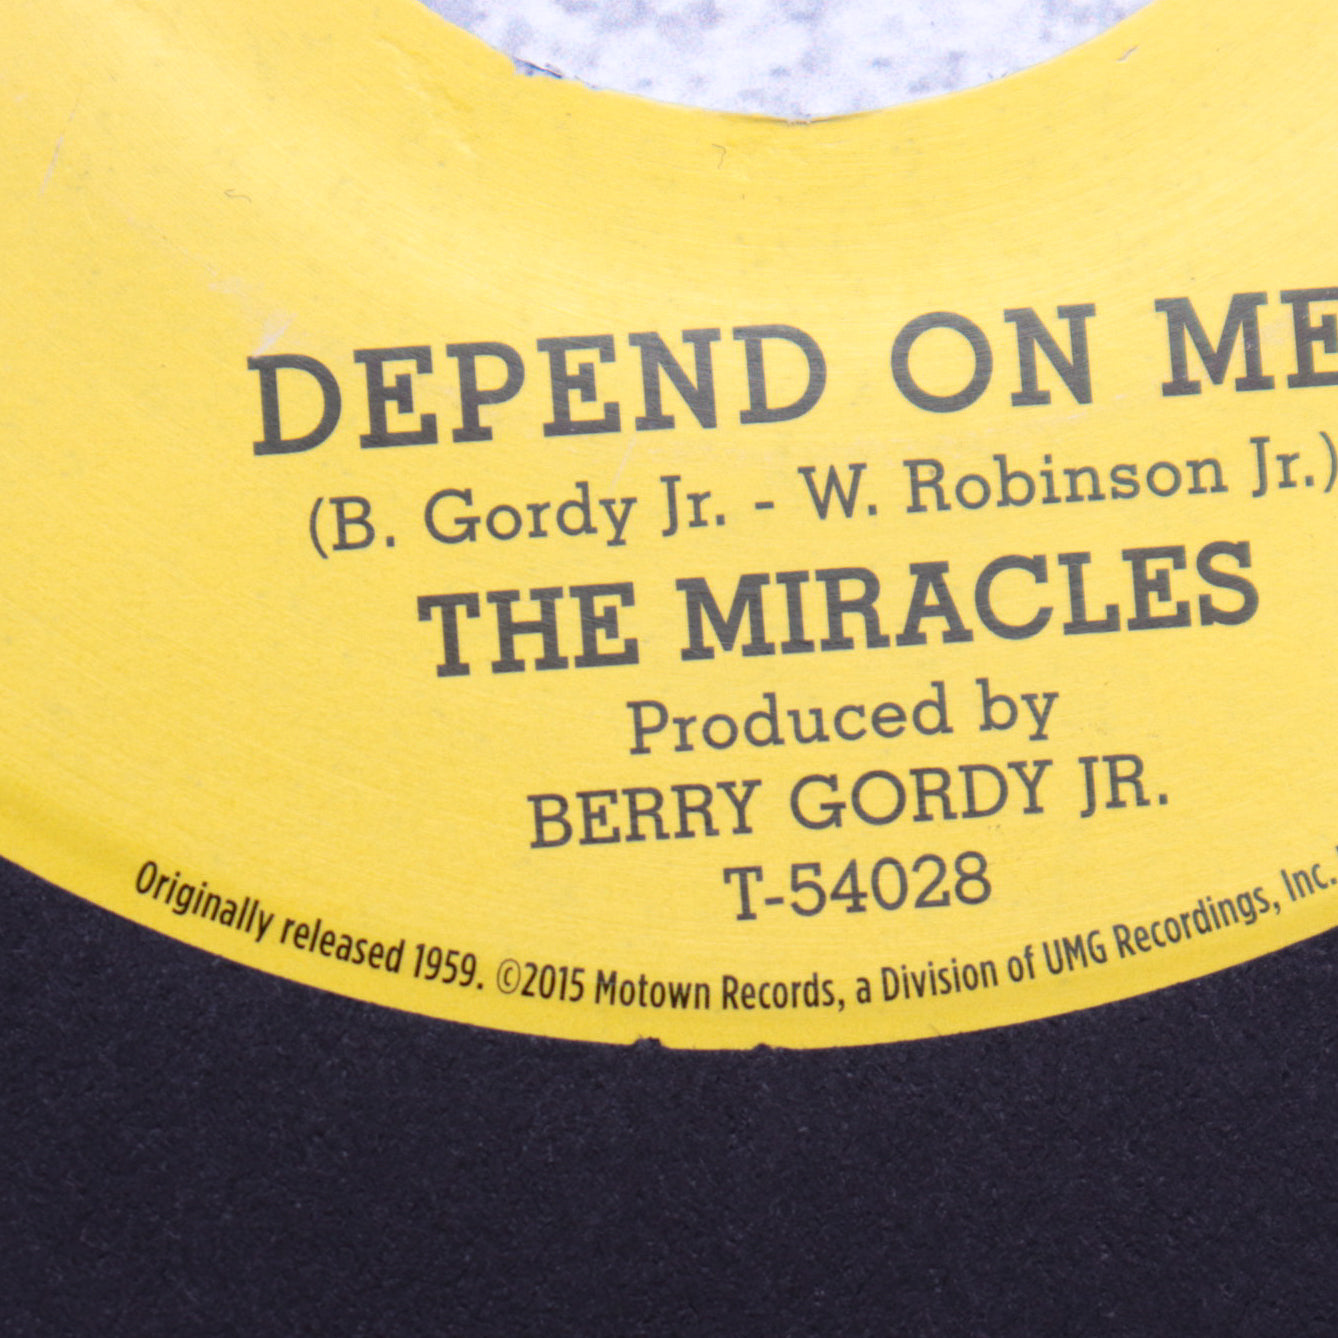 DEPEND ON ME
(B. Gordy Jr. - W. Robinson Jr.)
THE MIRACLES
Produced by
BERRY GORDY JR.
T-54028
Originally released 1959. ©2015 Motown Records, a Division of UMG Recordings, Inc.